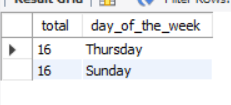 Result Grid Filter Rows:
total day_of_the_week
16 Thursday
16 Sunday